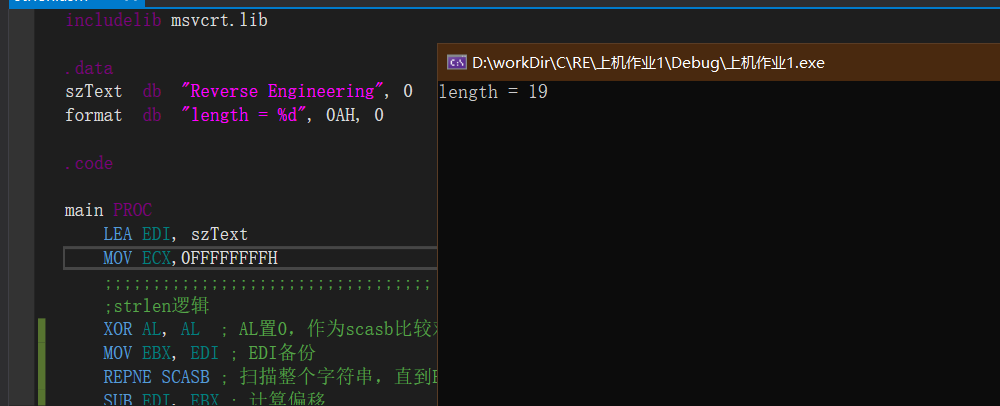 includelib msvcrt.lib
.data
szText db "Reverse Engineering", 0
format db "length = %d", 0AH, 0
.code
main PROC
LEA EDI, szText
MOV ECX,0FFFFFFFFH
;;;;;;;;;;;;;;;;;;;;;;;;;;;;;;;;;;
;strlen逻辑
XOR AL, AL ; AL置0，作为scasb比较
MOV EBX, EDI ; EDI备份
REPNE SCASB ; 扫描整个字符串，直到
SUB EDI, EBX ; 计算偏移
D:\workDir\C\RE\上机作业1\Debug\上机作业1.exe
length = 19